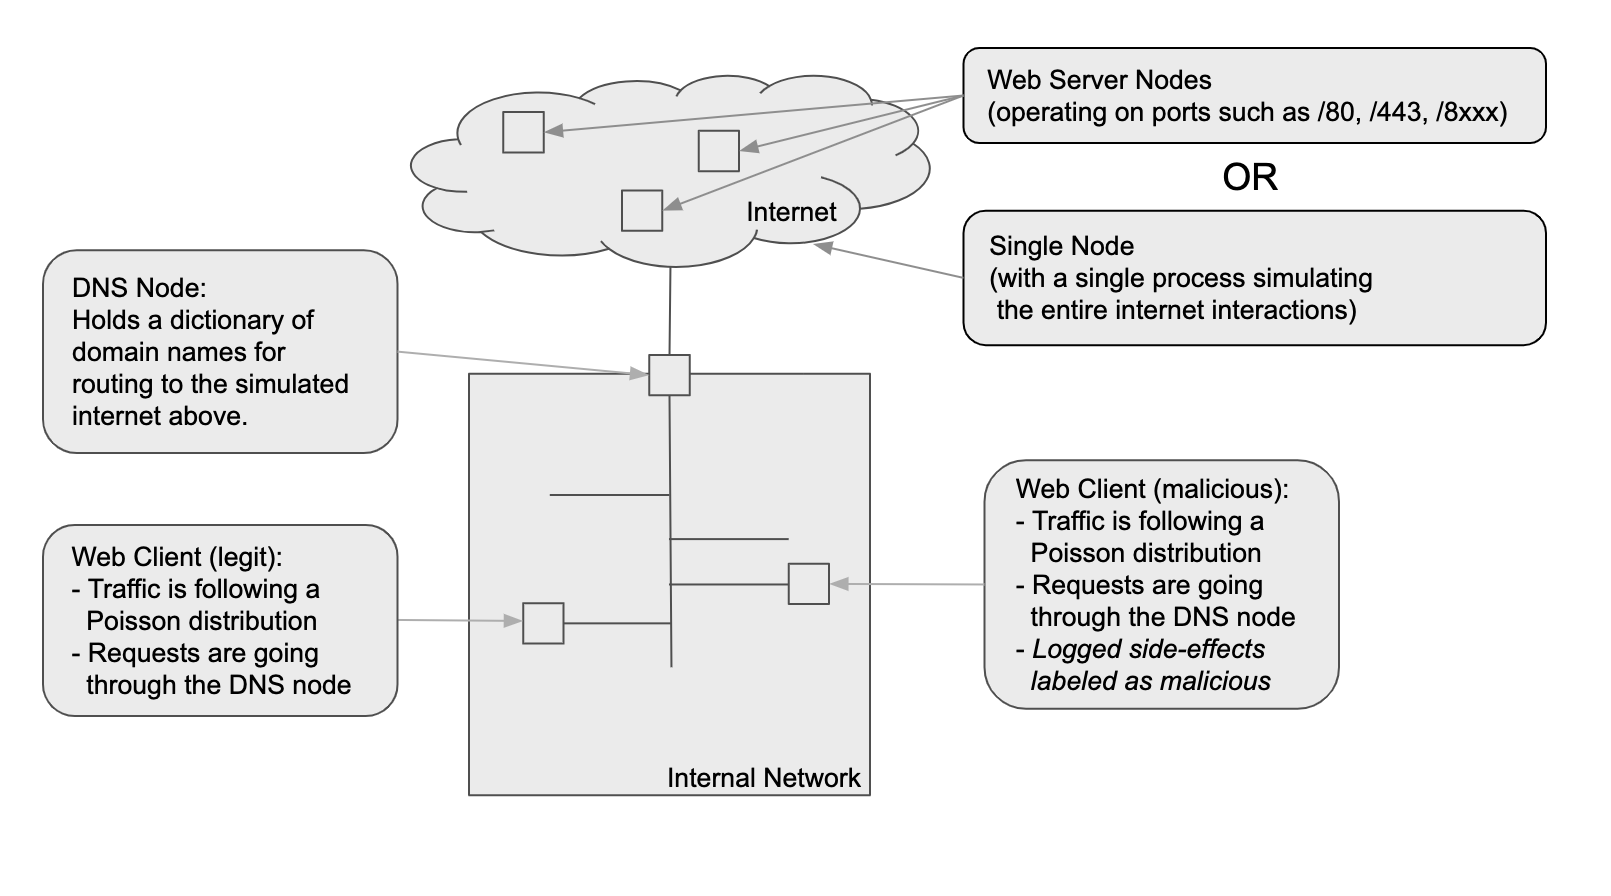 Web Server Nodes
(operating on ports such as /80, /443, /8xxx)
OR
Internet
Single Node
(with a single process simulating
the entire internet interactions)
DNS Node:
Holds a dictionary of
domain names for
routing to the simulated
internet above.
Web Client (malicious):
- Traffic is following a
Poisson distribution
- Requests are going
through the DNS node
- Logged side-effects
labeled as malicious
Web Client (legit):
- Traffic is following a
Poisson distribution
- Requests are going
through the DNS node
Internal Network